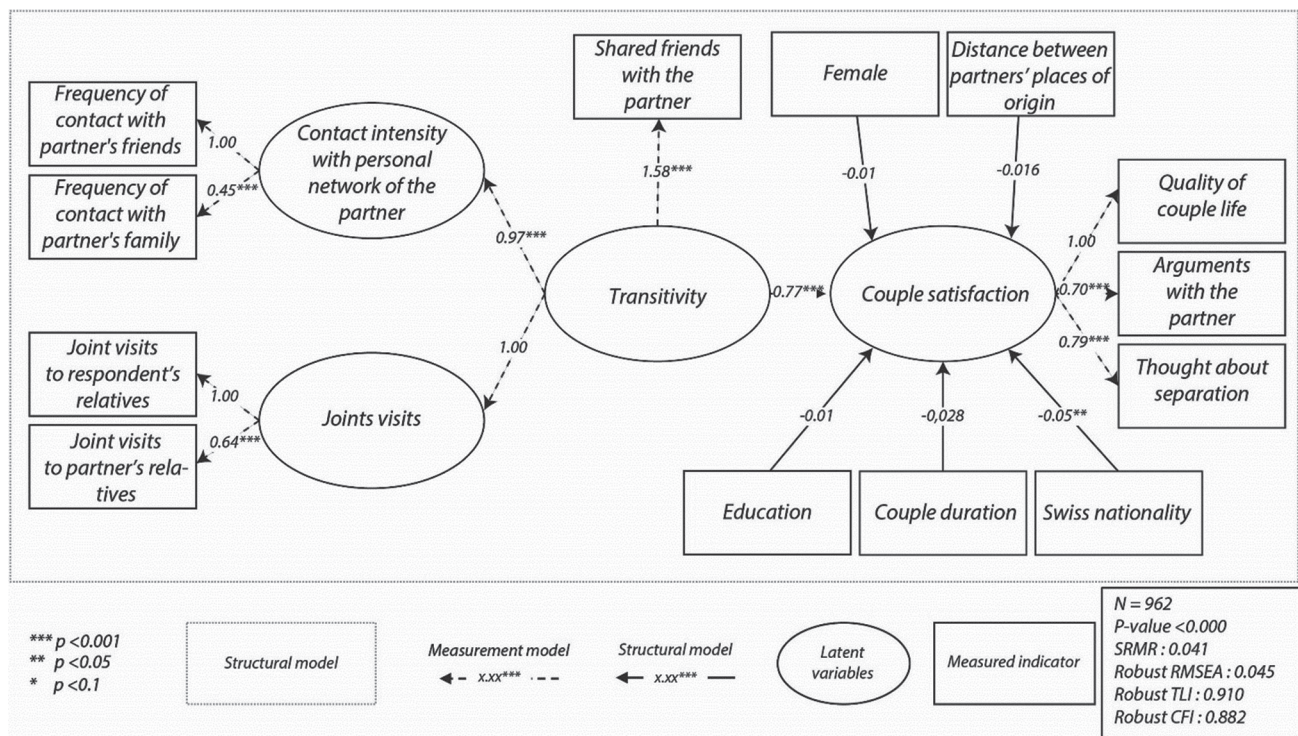 Frequency of
contact with
partner's friends
Frequency of
contact with
partner's family
1.00
0.45***
Contact intensity
with personal
network of the
partner
Joint visits
to respondent's
relatives
Joint visits
to partner's rela-
tives
1.00
0.64***
Joints visits
0.97***
1.00
Shared friends
with the
partner
1.58***
Transitivity
0.77***
Female
-0.01
Distance between
partners' places of
origin
-0.016
Couple satisfaction
1.00
0.70***
0.79***
Quality of
couple life
Arguments
with the
partner
Thought about
separation
-0.01
-0,028
-0.05**
Education
Couple duration
Swiss nationality
*** p <0.001
** p <0.05
* p <0.1
Structural model
Measurement model
x.xx***
Structural model
x.xx***
Latent
variables
Measured indicator
N = 962
P-value <0.000
SRMR : 0.041
Robust RMSEA : 0.045
Robust TLI : 0.910
Robust CFI : 0.882